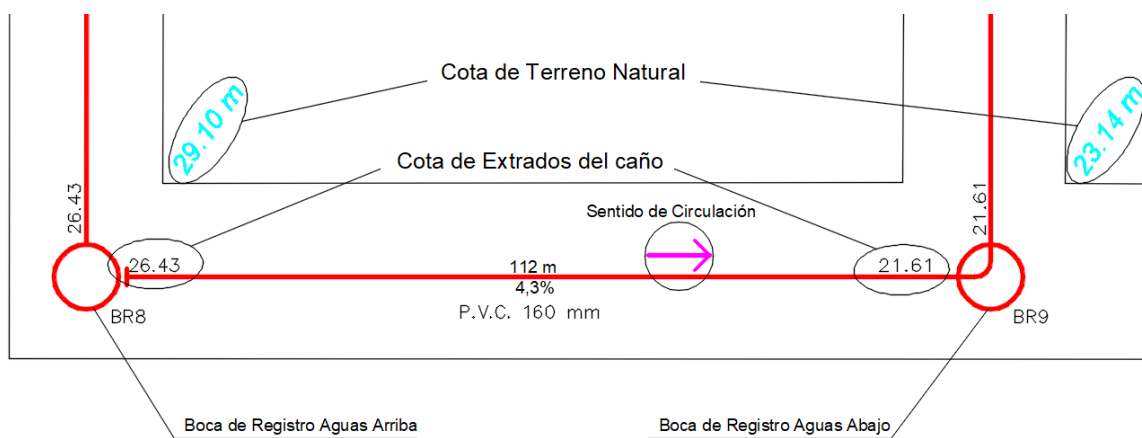 Cota de Terreno Natural
29.10 m
23.14 m
Cota de Extrados del caño
26.43
21.61
Sentido de Circulación
26.43
21.61
112 m
4,3%
P.V.C. 160 mm
BR8
BR9
Boca de Registro Aguas Arriba
Boca de Registro Aguas Abajo